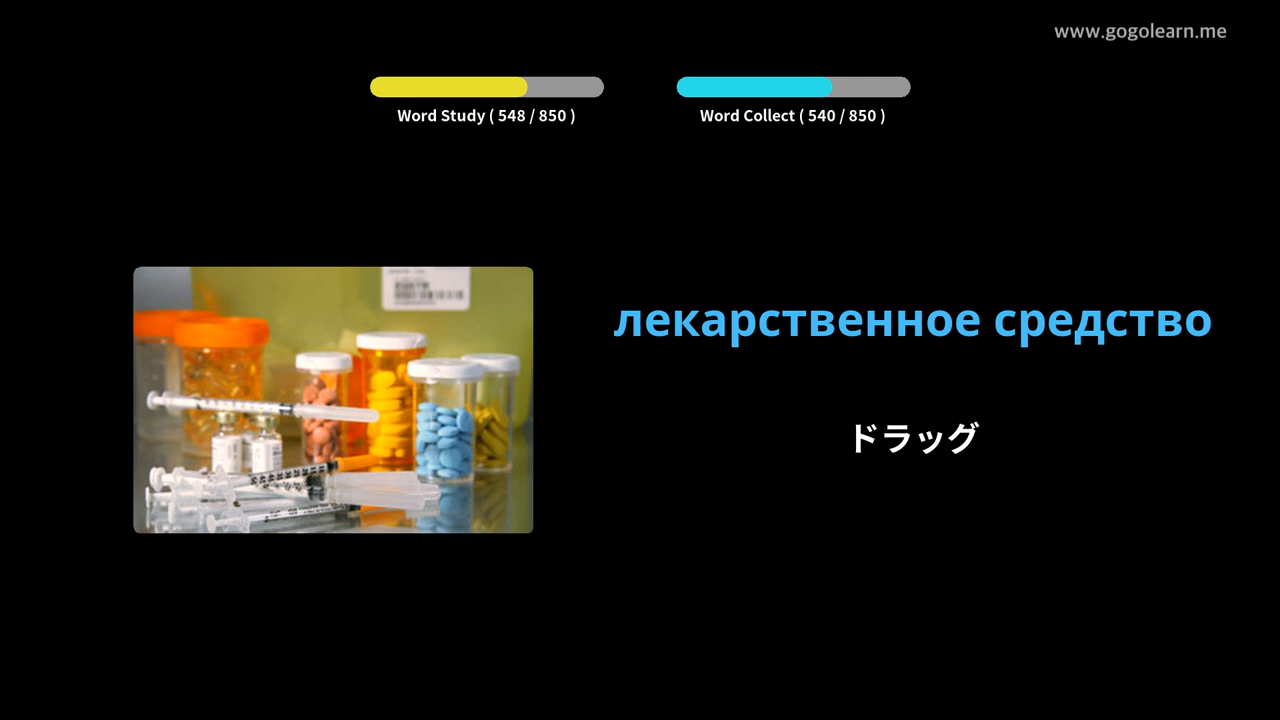 www.gogolearn.me
Word Study ( 548 / 850 )
Word Collect ( 540 / 850 )
лекарственное средство
ドラッグ